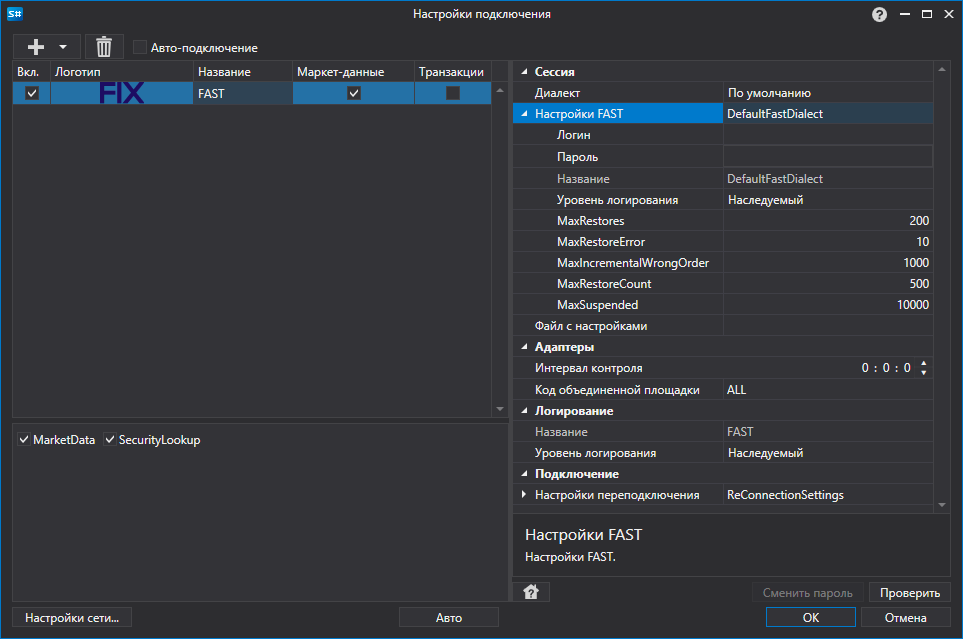 S#
Настройки подключения
?
Авто-подключение
Вкл. Логотип Название Маркет-данные Транзакции
FIX FAST
MarketData SecurityLookup
Сессия
Диалект По умолчанию
Настройки FAST DefaultFastDialect
Логин
Пароль
Название DefaultFastDialect
Уровень логирования Наследуемый
MaxRestores 200
MaxRestoreError 10
MaxIncrementalWrongOrder 1000
MaxRestoreCount 500
MaxSuspended 10000
Файл с настройками
Адаптеры
Интервал контроля 0 : 0 : 0
Код объединенной площадки ALL
Логирование
Название FAST
Уровень логирования Наследуемый
Подключение
Настройки переподключения ReConnectionSettings
Настройки FAST
Настройки FAST.
?
Сменить пароль Проверить
Настройки сети... Авто OK Отмена